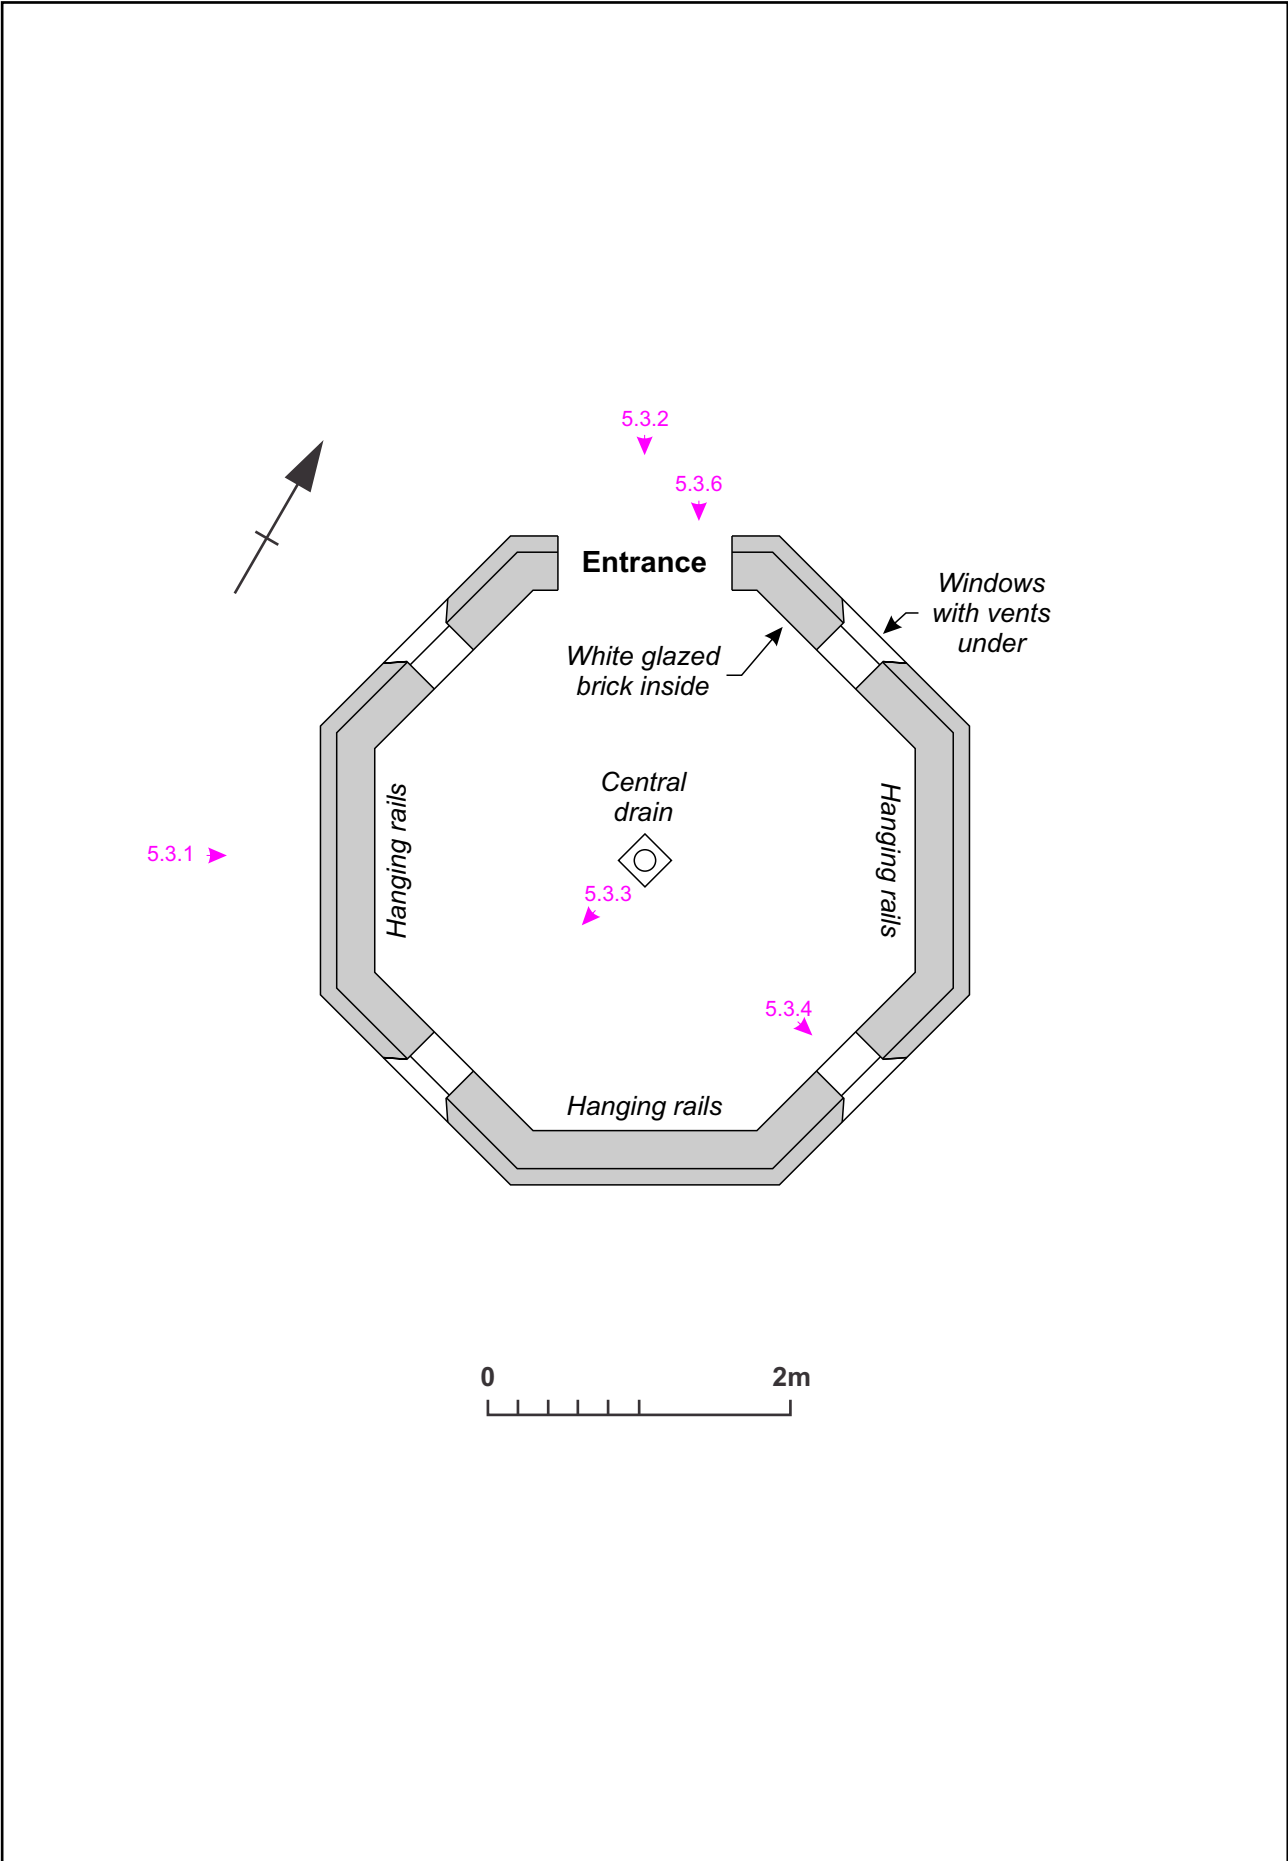 5.3.2
5.3.6
Entrance
Windows
with vents
under
White glazed
brick inside
Central
drain
Hanging rails
Hanging rails
5.3.1
5.3.3
5.3.4
Hanging rails
0 2m